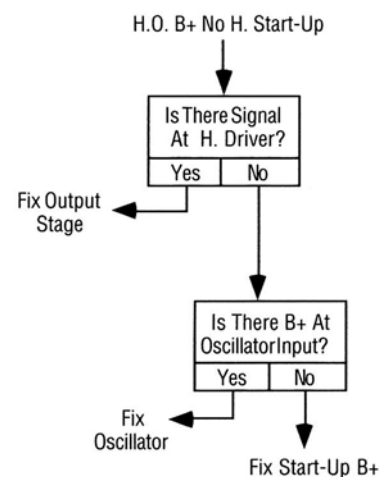 H.O. B+ No H. Start-Up
Is There Signal
At H. Driver?
Yes No
Fix Output
Stage
Is There B+ At
Oscillator Input?
Yes No
Fix
Oscillator
Fix Start-Up B+